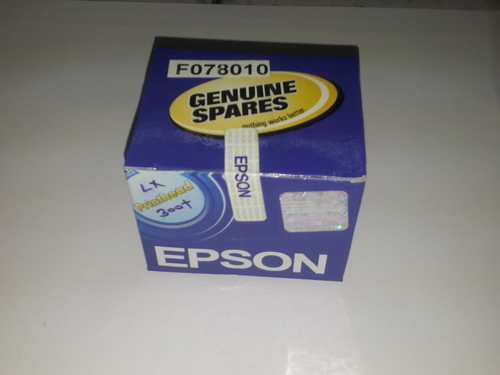 F078010
GENUINE
SPARES
nothing works better.
EPSON
LX
Printhead
300+
EPSON